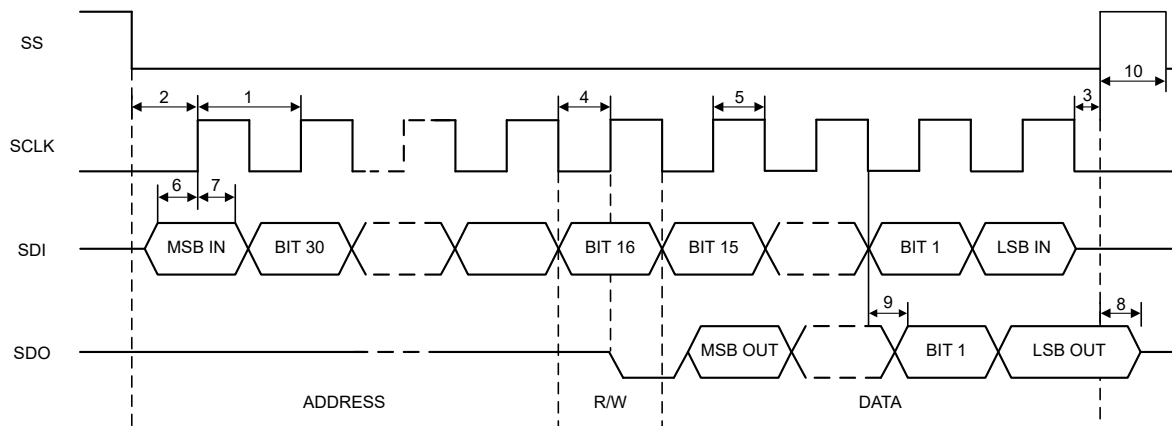 SS
10
2 1 4 5 3
SCLK
6 7
SDI MSB IN BIT 30 BIT 16 BIT 15 BIT 1 LSB IN
9 8
SDO MSB OUT BIT 1 LSB OUT
ADDRESS R/W DATA